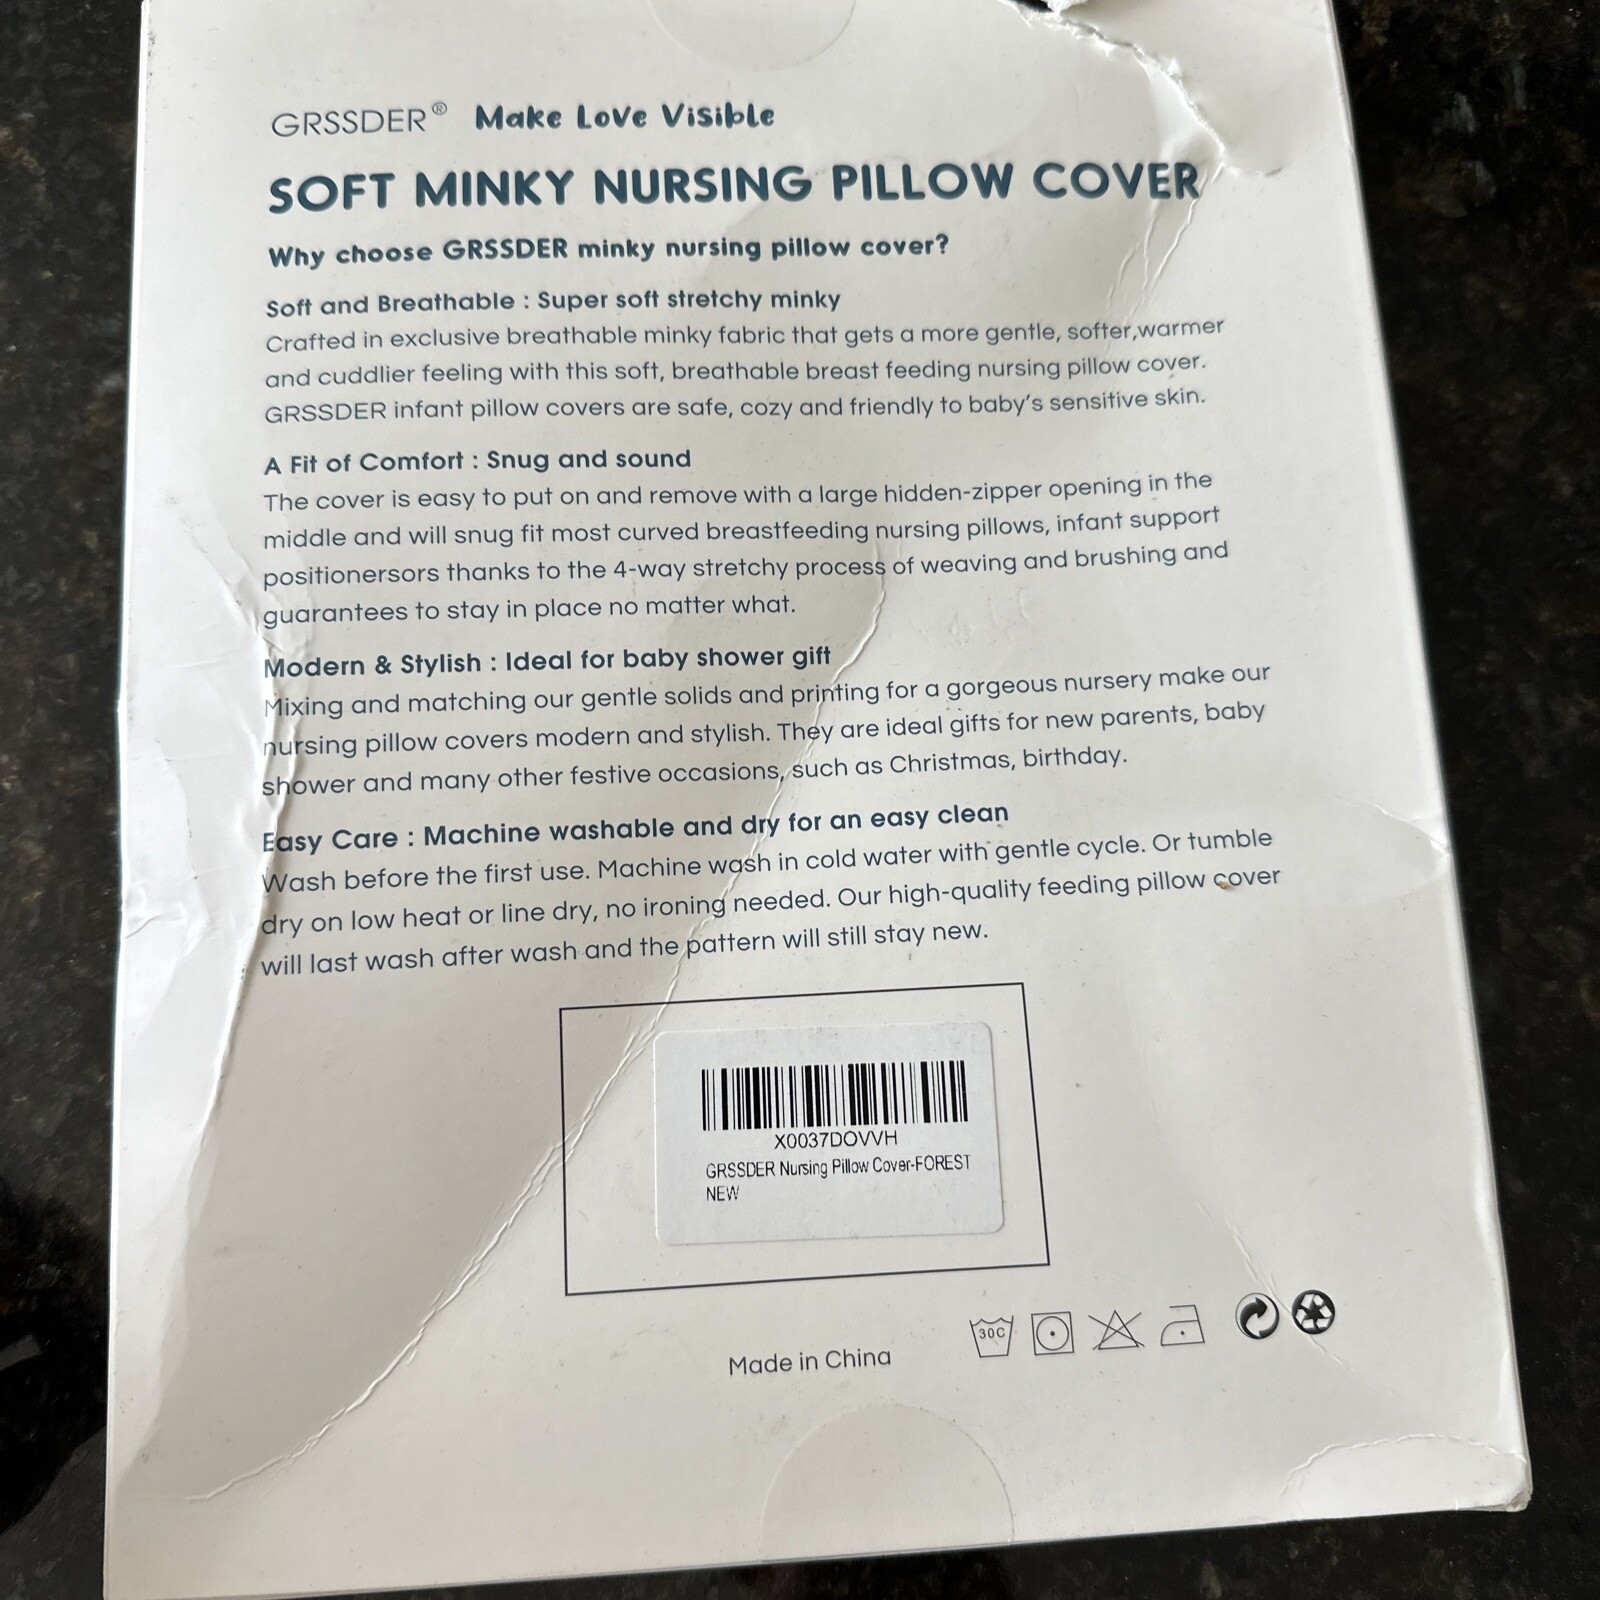 GRSSDER® Make Love Visible
SOFT MINKY NURSING PILLOW COVER
Why choose GRSSDER minky nursing pillow cover?
Soft and Breathable : Super soft stretchy minky
Crafted in exclusive breathable minky fabric that gets a more gentle, softer,warmer
and cuddlier feeling with this soft, breathable breast feeding nursing pillow cover.
GRSSDER infant pillow covers are safe, cozy and friendly to baby's sensitive skin.
A Fit of Comfort : Snug and sound
The cover is easy to put on and remove with a large hidden-zipper opening in the
middle and will snug fit most curved breastfeeding nursing pillows, infant support
positionersors thanks to the 4-way stretchy process of weaving and brushing and
guarantees to stay in place no matter what.
Modern & Stylish : Ideal for baby shower gift
Mixing and matching our gentle solids and printing for a gorgeous nursery make our
nursing pillow covers modern and stylish. They are ideal gifts for new parents, baby
shower and many other festive occasions, such as Christmas, birthday.
Easy Care : Machine washable and dry for an easy clean
Wash before the first use. Machine wash in cold water with gentle cycle. Or tumble
dry on low heat or line dry, no ironing needed. Our high-quality feeding pillow cover
will last wash after wash and the pattern will still stay new.
X0037DOVVH
GRSSDER Nursing Pillow Cover-FOREST
NEW
30C
Made in China